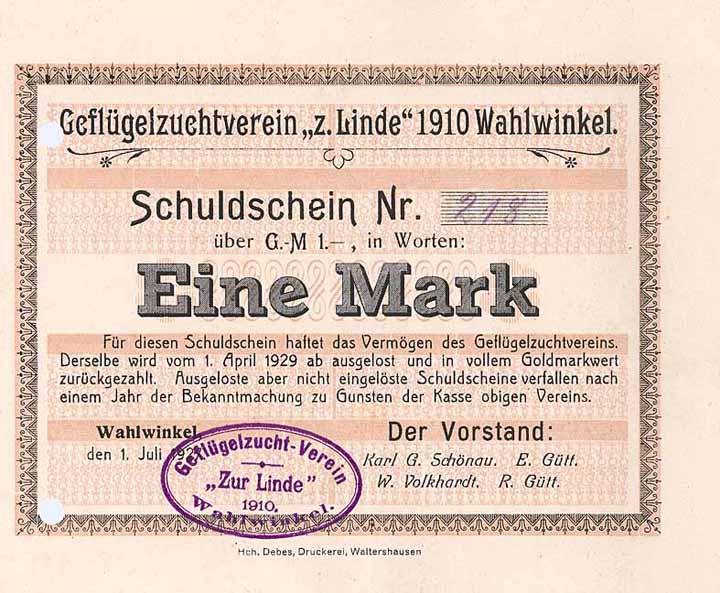 Geflügelzuchtverein „z. Linde“ 1910 Wahlwinkel.
Schuldschein Nr. 218
über G.-M 1.–, in Worten:
Eine Mark
Für diesen Schuldschein haftet das Vermögen des Geflügelzuchtvereins.
Derselbe wird vom 1. April 1929 ab ausgelost und in vollem Goldmarkwert
zurückgezahlt. Ausgeloste aber nicht eingelöste Schuldscheine verfallen nach
einem Jahr der Bekanntmachung zu Gunsten der Kasse obigen Vereins.
Wahlwinkel
den 1. Juli
Der Vorstand:
Karl G. Schönau. E. Gütt.
W. Volkhardt. R. Gütt.
Geflügelzucht-Verein
„Zur Linde”
1910.
Wahlwinkel.
Hch. Debes, Druckerei, Waltershausen